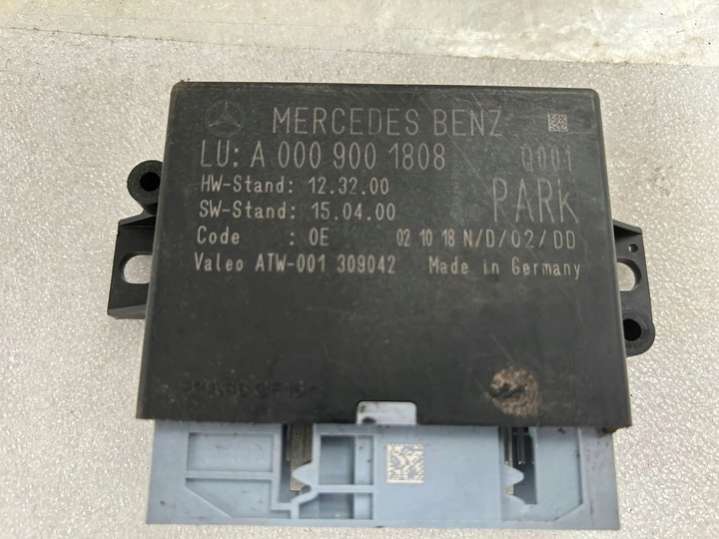 MERCEDES BENZ
LU: A 000 900 1808 Q001
HW-Stand: 12.32.00
SW-Stand: 15.04.00 PARK
Code : 0E 02 10 18 N/D/02/DD
Valeo ATW-001 309042 Made in Germany